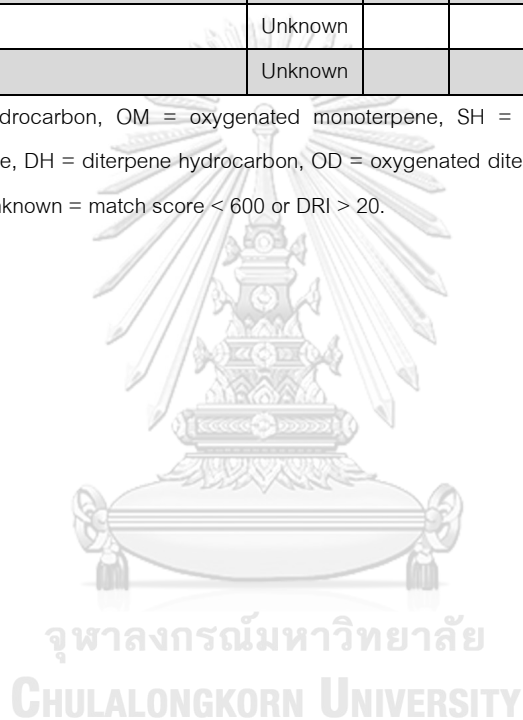 Unknown
Unknown
drocarbon, OM = oxygenated monoterpene, SH =
e, DH = diterpene hydrocarbon, OD = oxygenated dite
known = match score < 600 or DRI > 20.
จุฬาลงกรณ์มหาวิทยาลัย
CHULALONGKORN UNIVERSITY